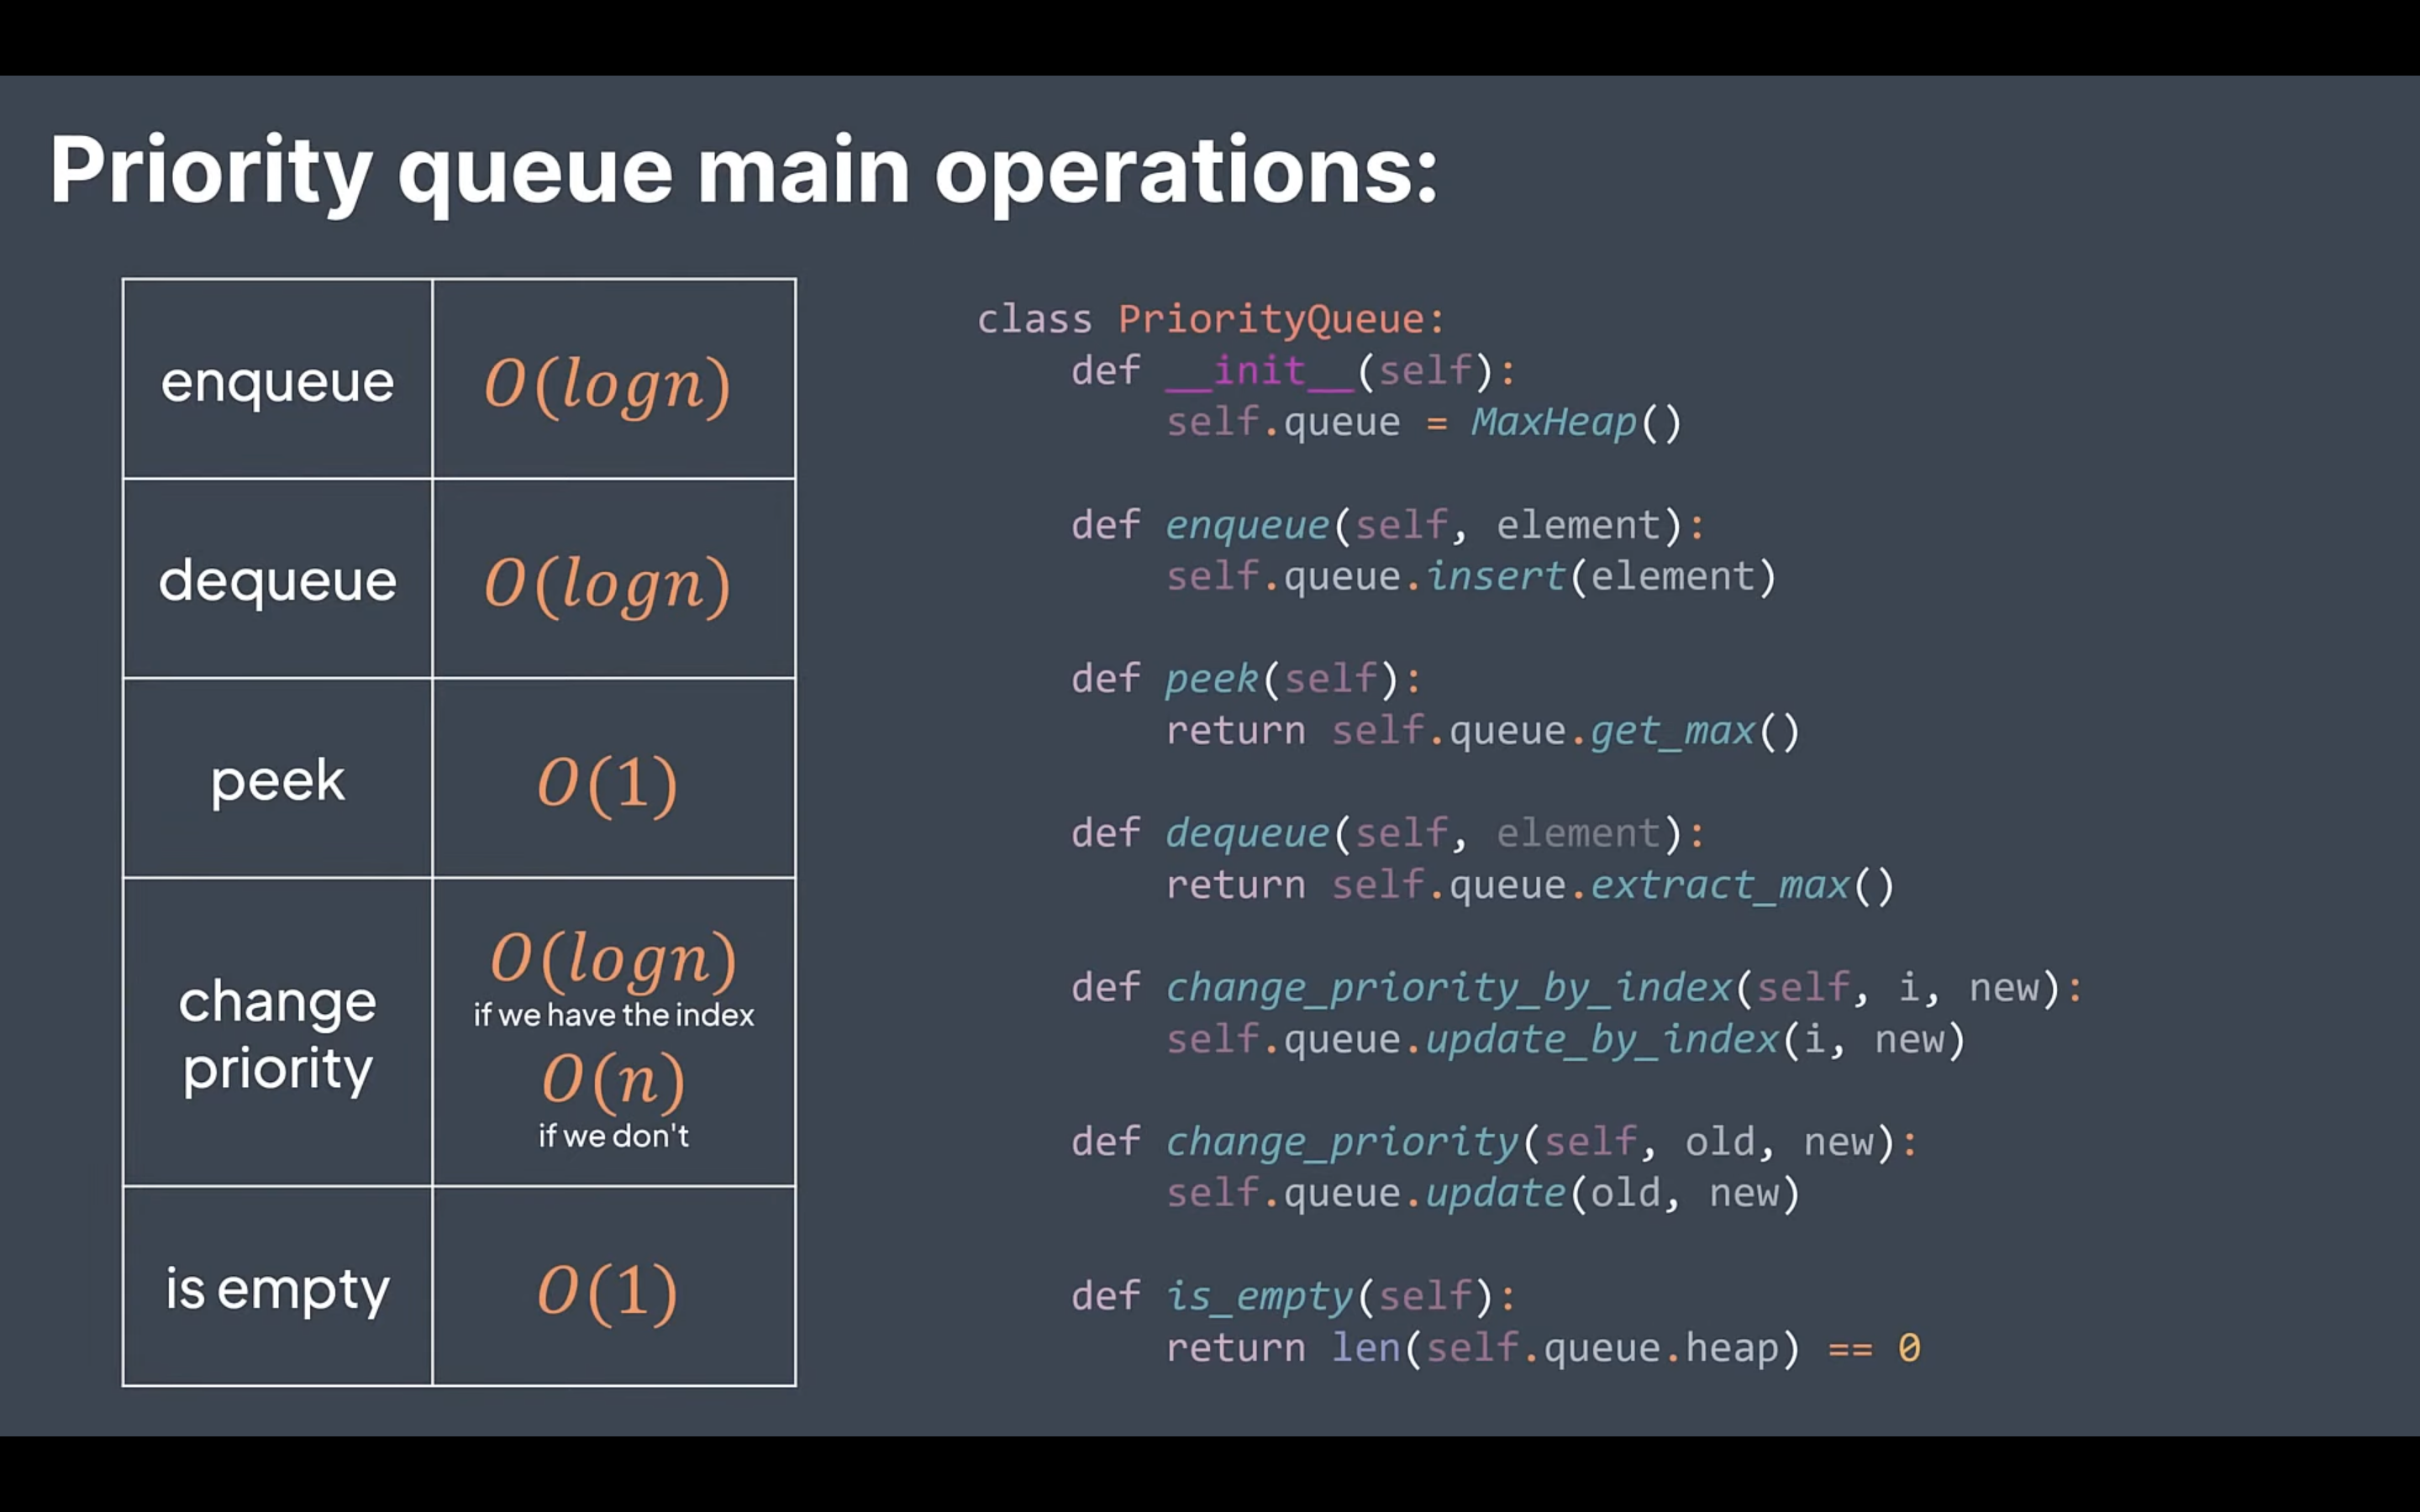 Priority queue main operations:
enqueue O(logn)
dequeue O(logn)
peek O(1)
change
priority
O(logn)
if we have the index
O(n)
if we don't
is empty O(1)
class PriorityQueue:
    def __init__(self):
        self.queue = MaxHeap()
    def enqueue(self, element):
        self.queue.insert(element)
    def peek(self):
        return self.queue.get_max()
    def dequeue(self, element):
        return self.queue.extract_max()
    def change_priority_by_index(self, i, new):
        self.queue.update_by_index(i, new)
    def change_priority(self, old, new):
        self.queue.update(old, new)
    def is_empty(self):
        return len(self.queue.heap) == 0